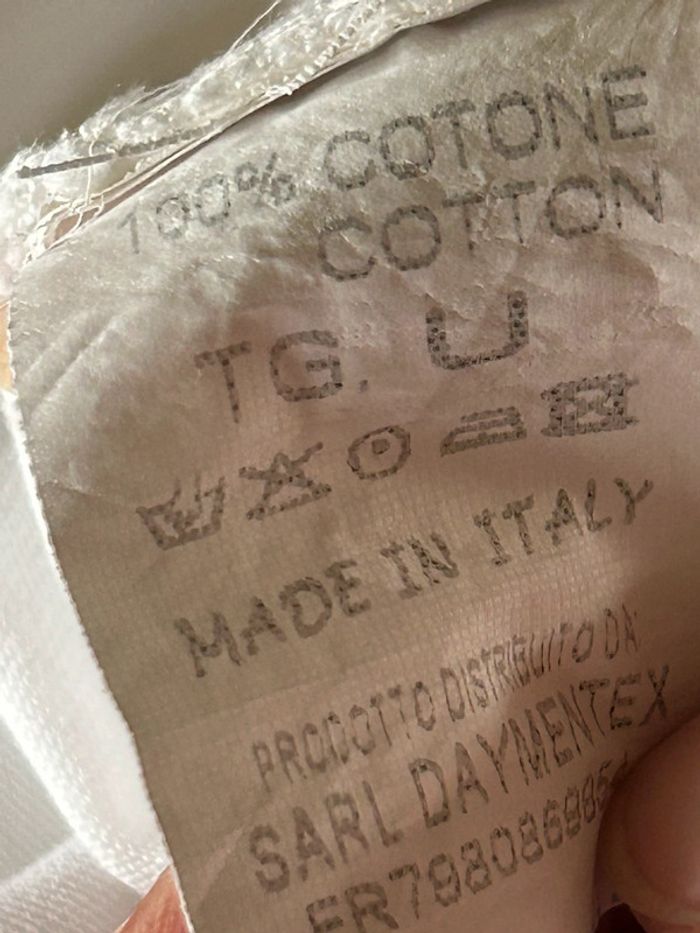 100% COTONE
COTTON
TG. U
MADE IN ITALY
PRODOTTO DISTRIBUITO DA:
SARL DAYMENTEX